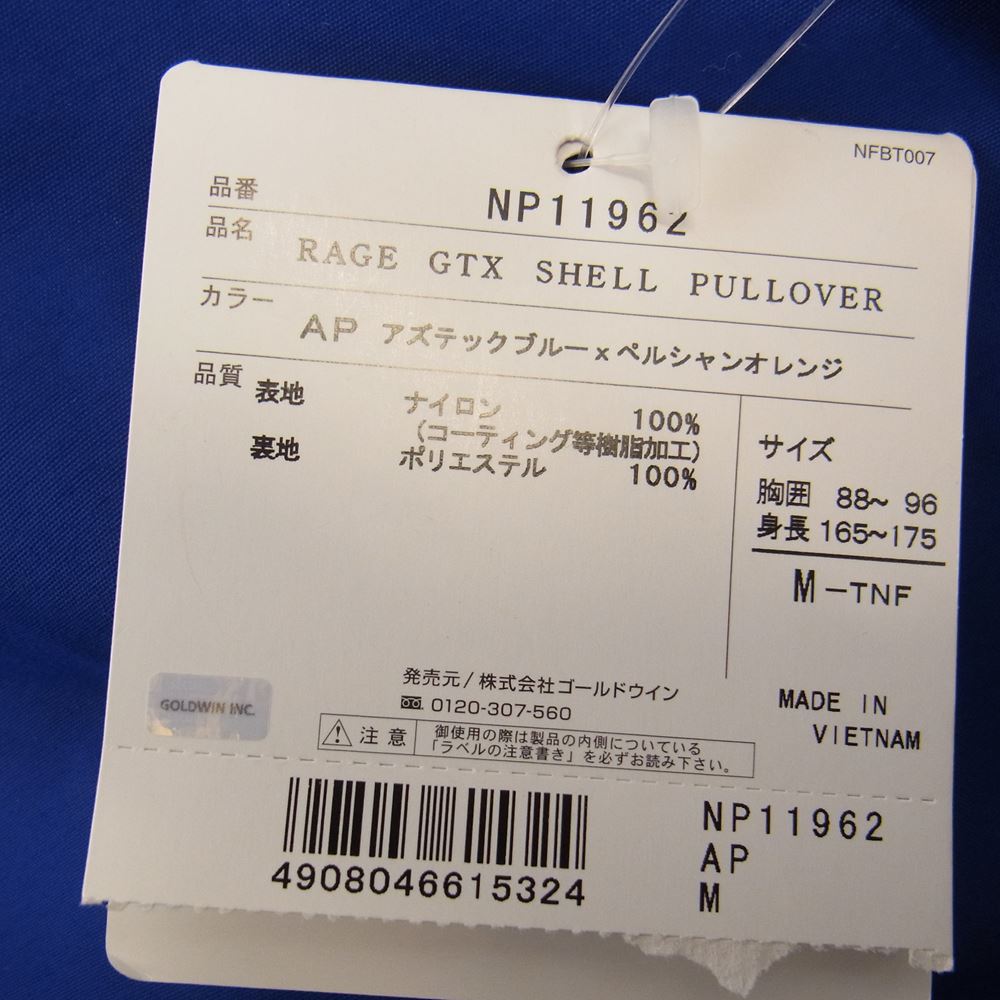 NFBT007
品番 NP11962
品名 RAGE GTX SHELL PULLOVER
カラー AP アズテックブルーxペルシャンオレンジ
品質 表地 ナイロン 100%
(コーティング等樹脂加工)
裏地 ポリエステル 100%
サイズ
胸囲 88~ 96
身長 165~175
M-TNF
発売元/株式会社ゴールドウイン
0120-307-560
MADE IN
VIETNAM
GOLDWIN INC.
注意 御使用の際は製品の内側についている
「ラベルの注意書き」を必ずお読み下さい。
4908046615324
NP11962
AP
M